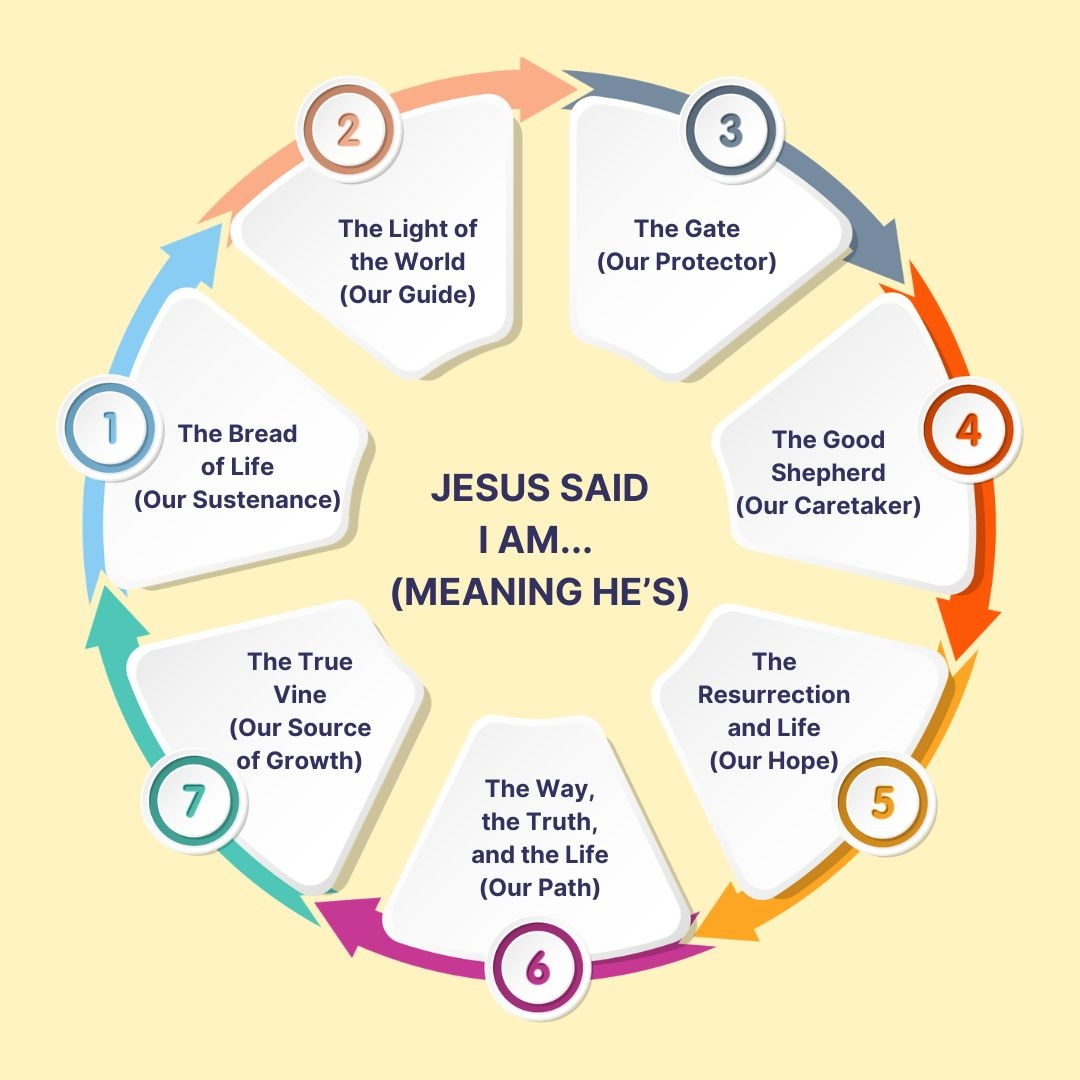 JESUS SAID
I AM...
(MEANING HE'S)
1
The Bread
of Life
(Our Sustenance)
2
The Light of
the World
(Our Guide)
3
The Gate
(Our Protector)
4
The Good
Shepherd
(Our Caretaker)
5
The
Resurrection
and Life
(Our Hope)
6
The Way,
the Truth,
and the Life
(Our Path)
7
The True
Vine
(Our Source
of Growth)